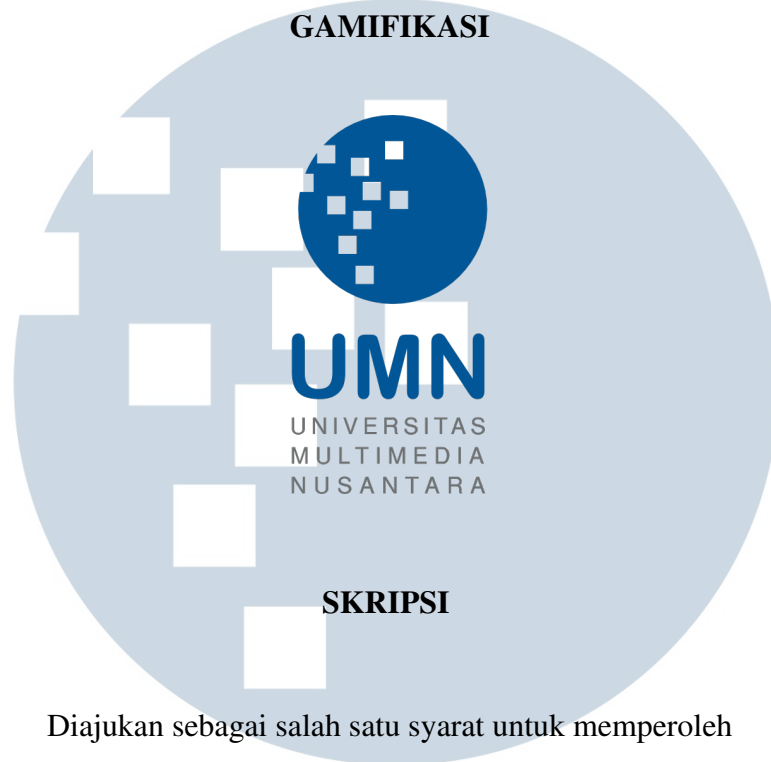 GAMIFIKASI
UMN
UNIVERSITAS
MULTIMEDIA
NUSANTARA
SKRIPSI
Diajukan sebagai salah satu syarat untuk memperoleh